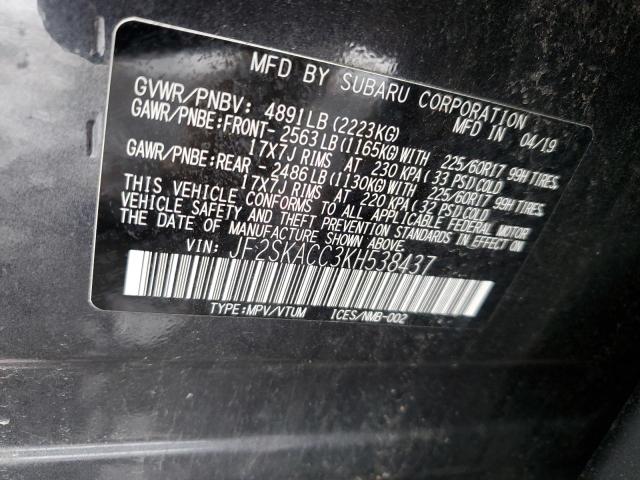 MFD BY SUBARU CORPORATION
GVWR/PNBV: 4891LB(2223KG) MFD IN 04/19
GAWR/PNBE:FRONT-2563LB(1165KG)WITH 225/60R17 99H TIRES.
17X7J RIMS AT 230 KPA(33 PSI)COLD
GAWR/PNBE:REAR -2486LB(1130KG)WITH 225/60R17 99H TIRES.
17X7J RIMS AT 220 KPA(32 PSI)COLD
THIS VEHICLE CONFORMS TO ALL APPLICABLE FEDERAL MOTOR
VEHICLE SAFETY AND THEFT PREVENTION STANDARDS IN EFFECT ON
THE DATE OF MANUFACTURE SHOWN ABOVE.
VIN: JF2SKACC3KH538437
TYPE:MPV/VTUM ICES/NMB-002